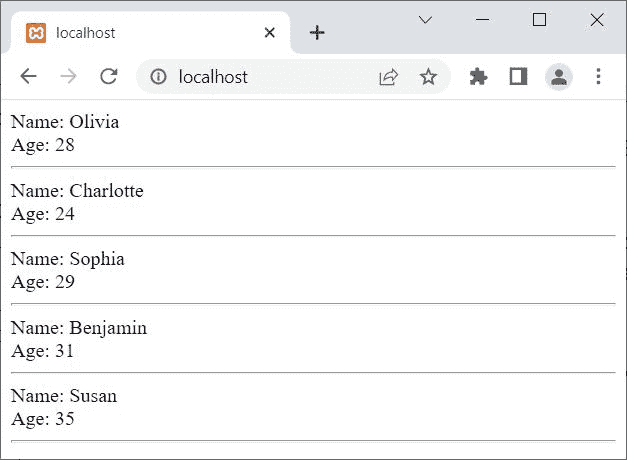 localhost
localhost
Name: Olivia
Age: 28
Name: Charlotte
Age: 24
Name: Sophia
Age: 29
Name: Benjamin
Age: 31
Name: Susan
Age: 35